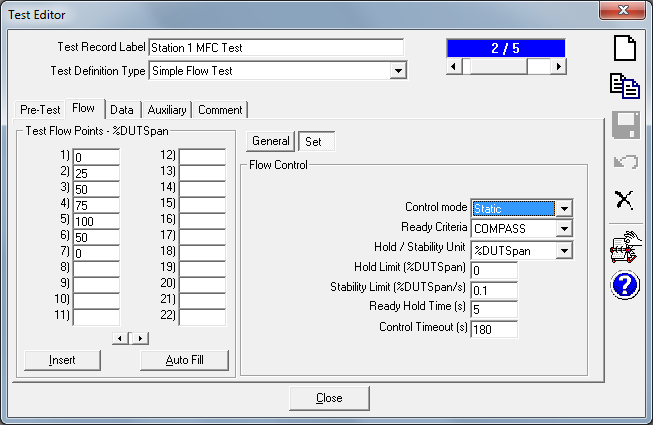 Test Editor
Test Record Label Station 1 MFC Test
2 / 5
Test Definition Type Simple Flow Test
Pre-Test Flow Data Auxiliary Comment
Test Flow Points - %DUTSpan
1) 0 12)
2) 25 13)
3) 50 14)
4) 75 15)
5) 100 16)
6) 50 17)
7) 0 18)
8) 19)
9) 20)
10) 21)
11) 22)
Insert Auto Fill
General Set
Flow Control
Control mode Static
Ready Criteria COMPASS
Hold / Stability Unit %DUTSpan
Hold Limit (%DUTSpan) 0
Stability Limit (%DUTSpan/s) 0.1
Ready Hold Time (s) 5
Control Timeout (s) 180
Close